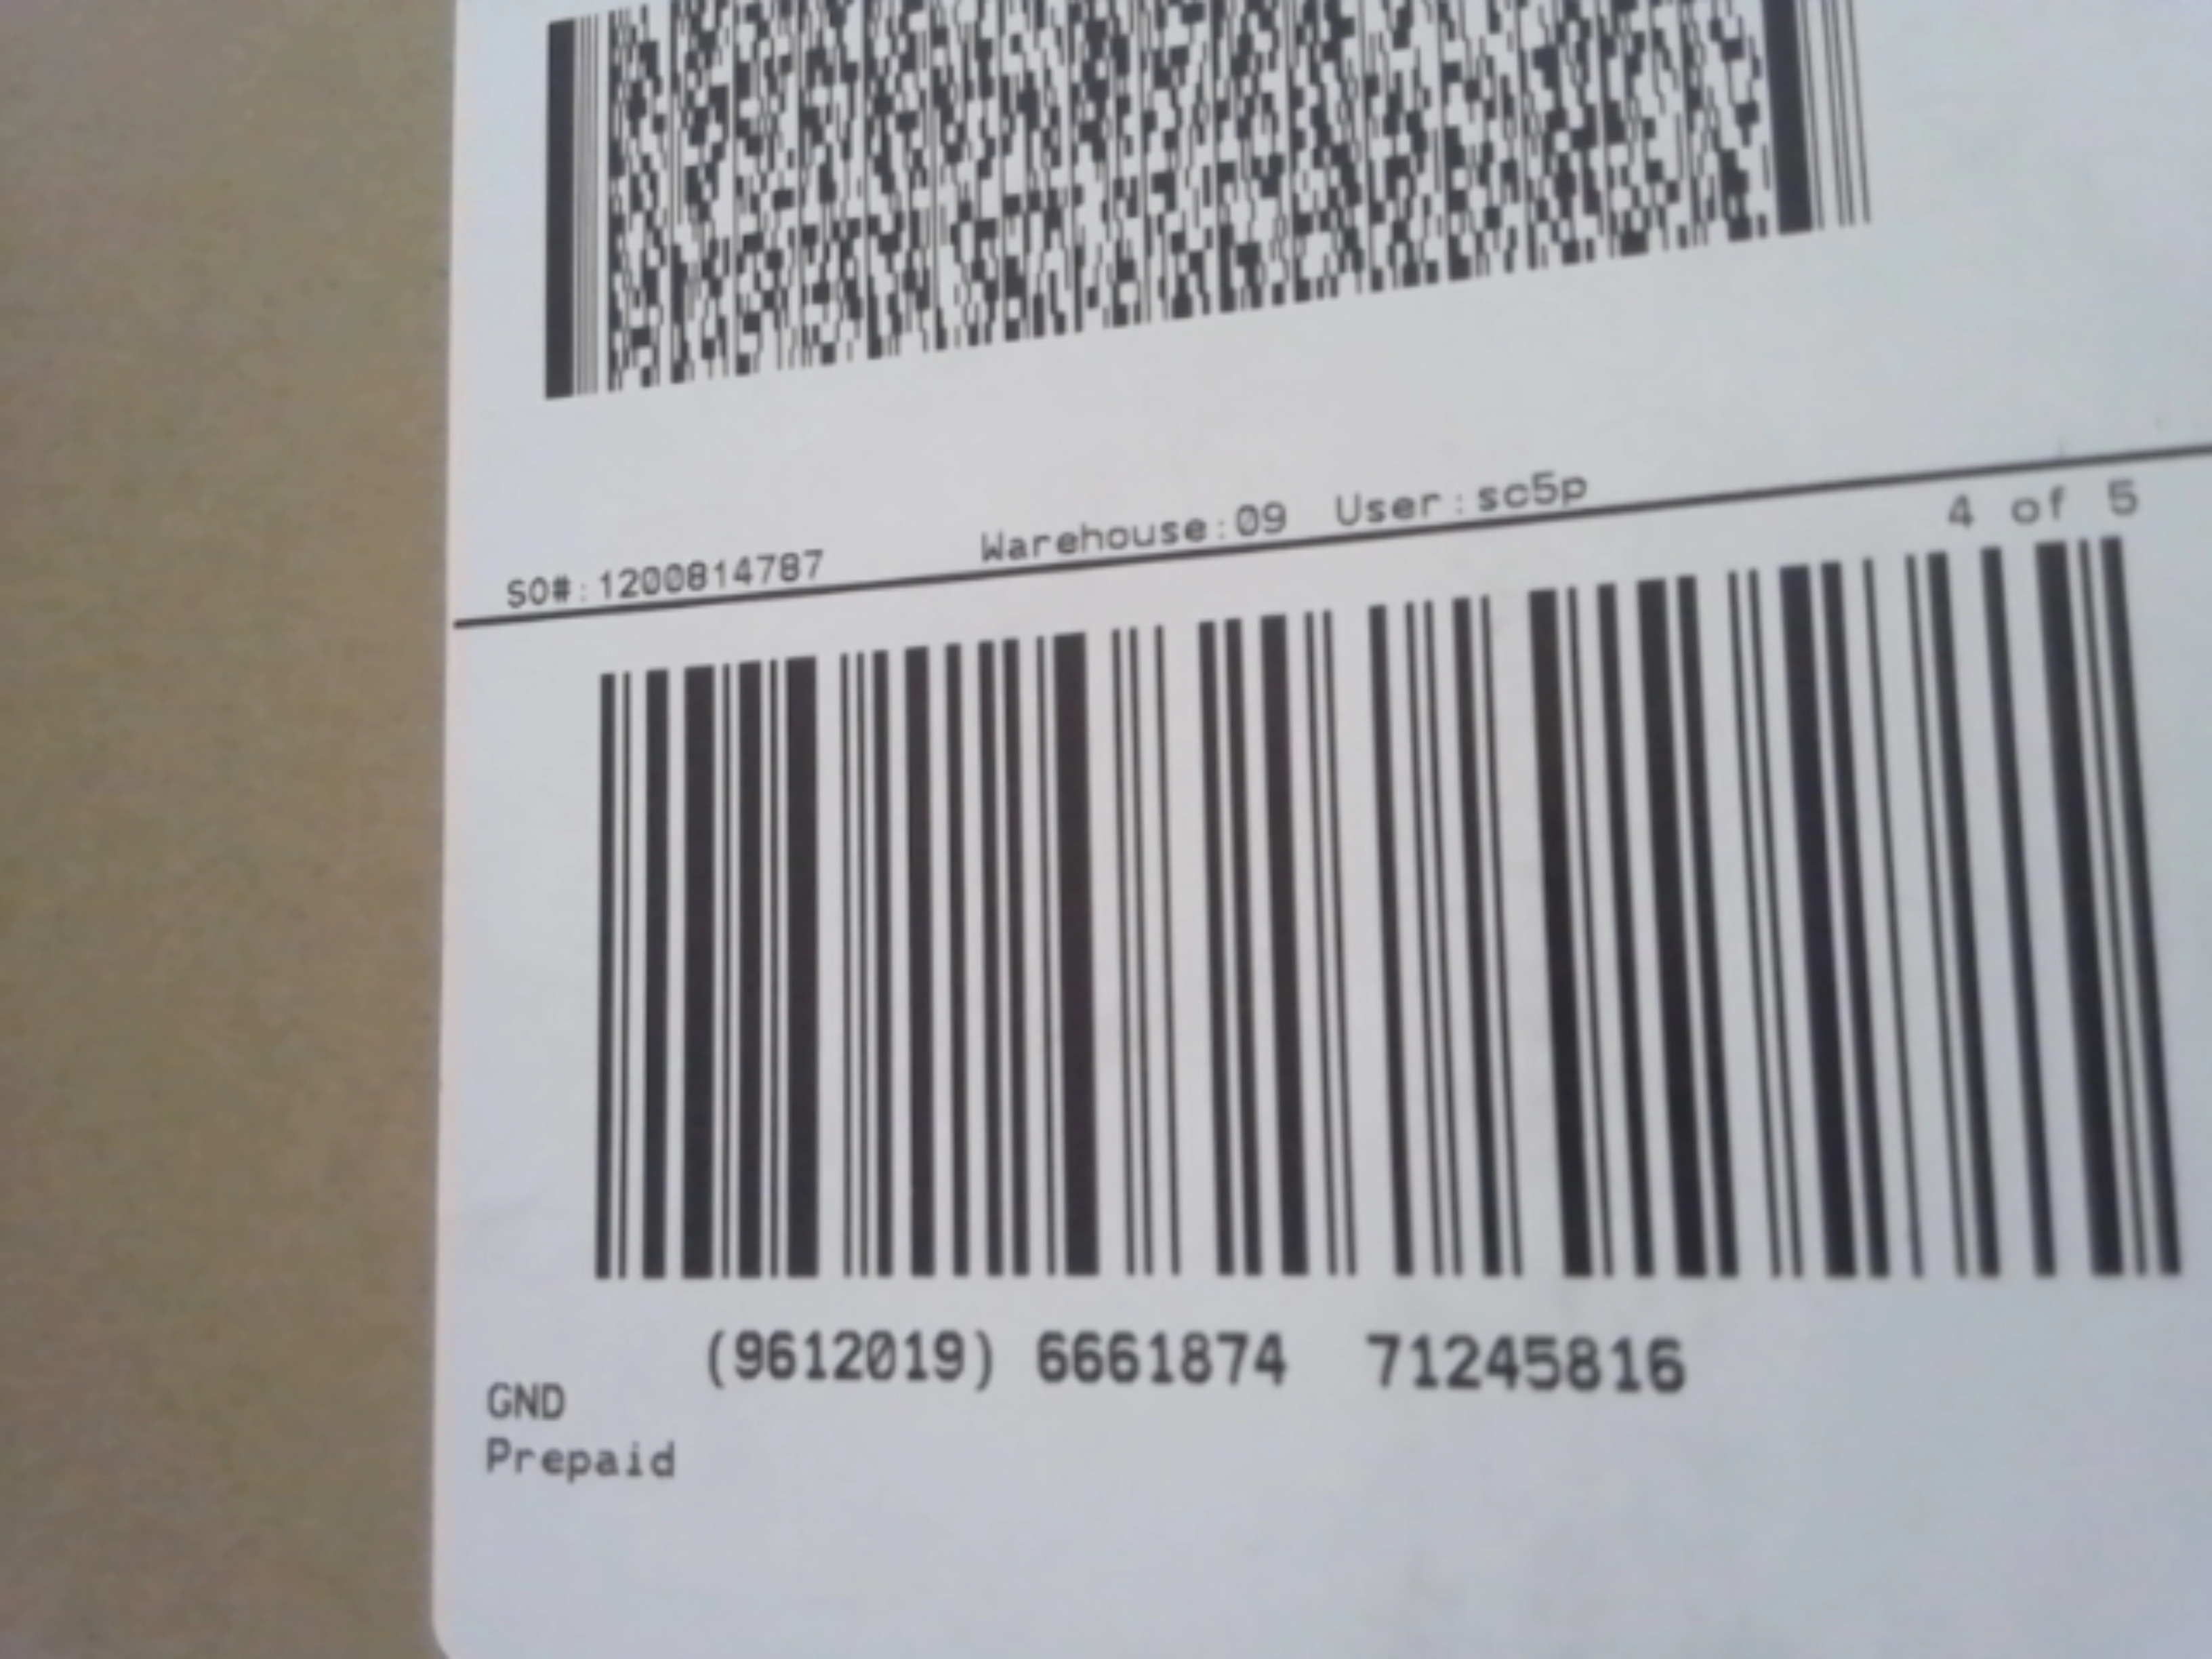 SO#:1200814787 Warehouse:09 User:sc5p
4 of 5
(9612019) 6661874 71245816
GND
Prepaid